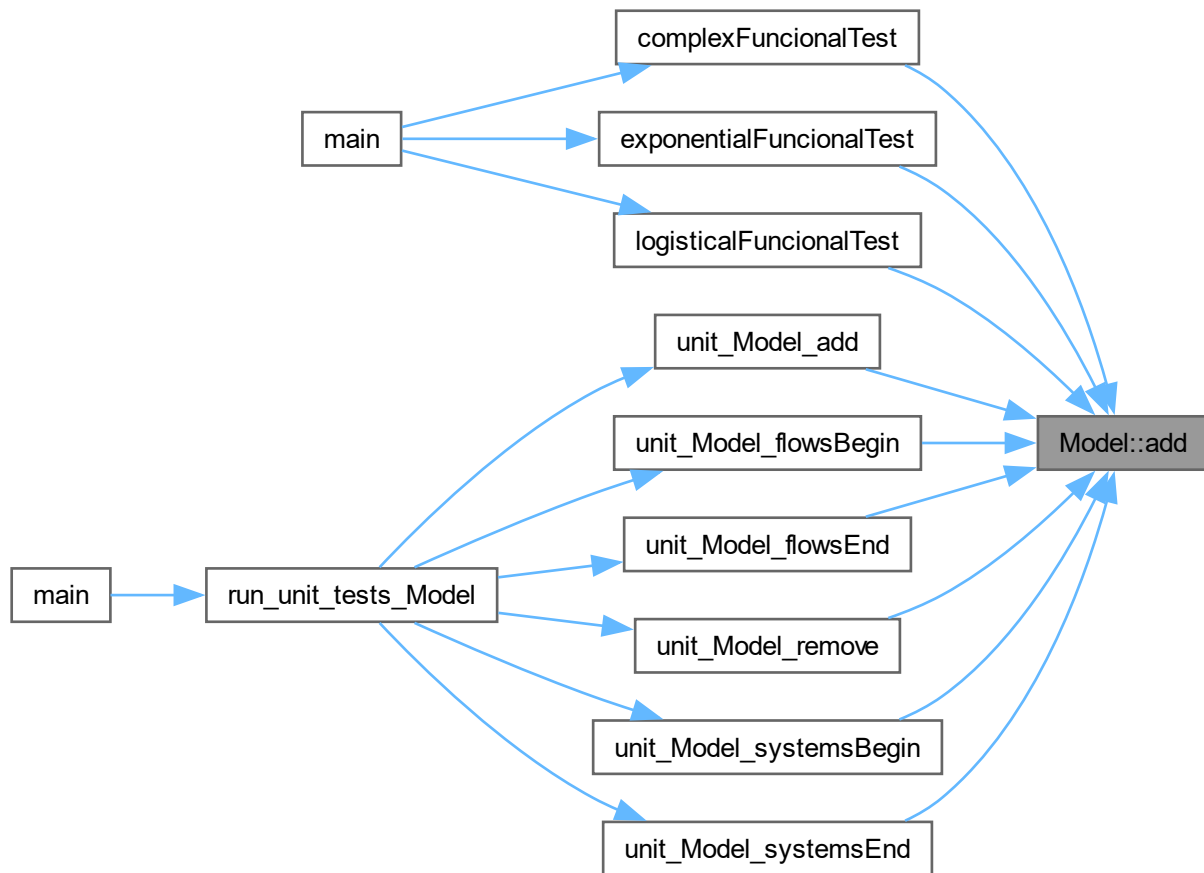 complexFuncionalTest
main
exponentialFuncionalTest
logisticalFuncionalTest
unit_Model_add
unit_Model_flowsBegin
Model::add
unit_Model_flowsEnd
main
run_unit_tests_Model
unit_Model_remove
unit_Model_systemsBegin
unit_Model_systemsEnd